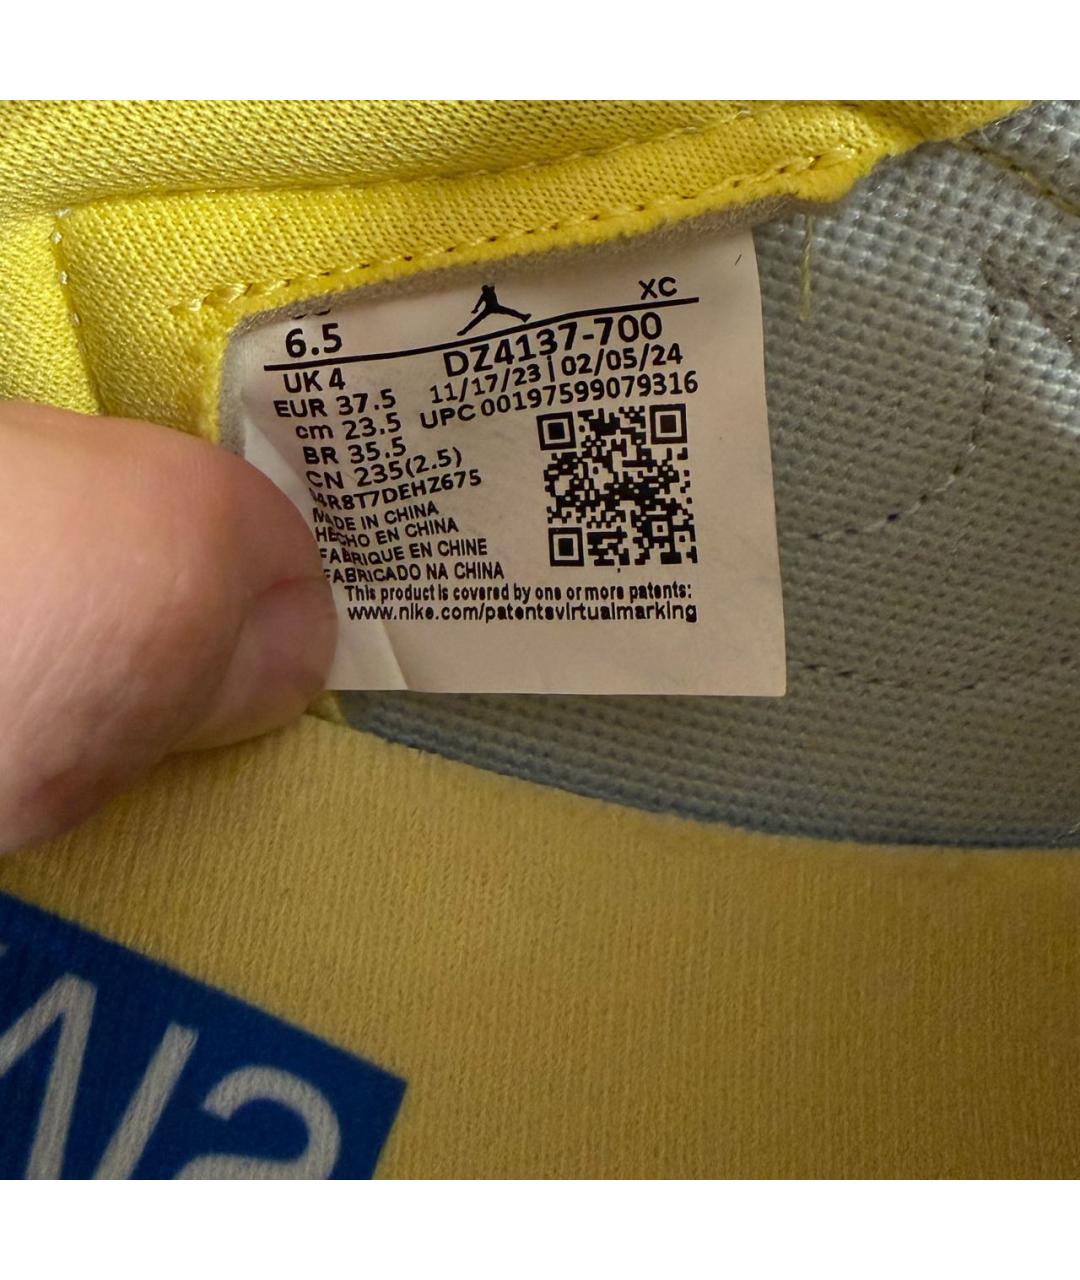 XC
6.5
DZ4137-700
UK 4
11/17/23 | 02/05/24
EUR 37.5
UPC 00197599079316
cm 23.5
BR 35.5
CN 235(2.5)
4R8T7DEHZ675
MADE IN CHINA
HECHO EN CHINA
FABRIQUE EN CHINE
FABRICADO NA CHINA
This product is covered by one or more patents:
www.nike.com/patentsvirtualmarking